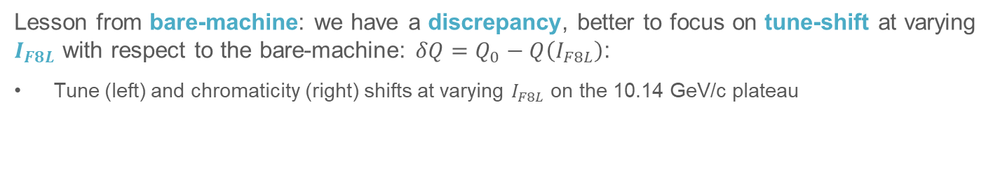 Lesson from bare-machine: we have a discrepancy, better to focus on tune-shift at varying
I_{F8L} with respect to the bare-machine: δQ = Q_0 − Q(I_{F8L}):
• Tune (left) and chromaticity (right) shifts at varying I_{F8L} on the 10.14 GeV/c plateau